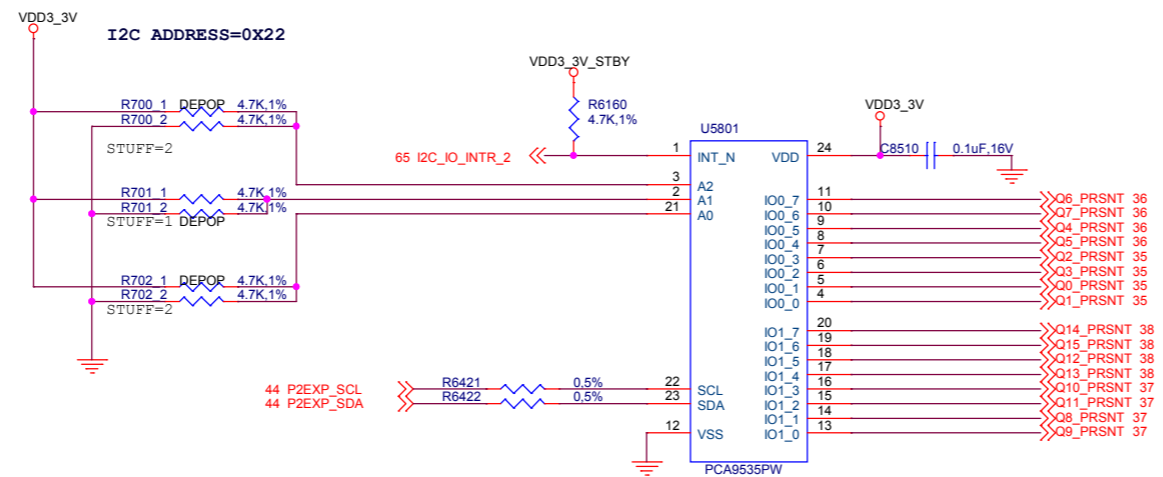 VDD3_3V
I2C ADDRESS=0X22
R700_1 DEPOP 4.7K,1%
R700_2 4.7K,1%
STUFF=2
R701_1 4.7K,1%
R701_2 4.7K,1%
STUFF=1 DEPOP
R702_1 DEPOP 4.7K,1%
R702_2 4.7K,1%
STUFF=2
VDD3_3V_STBY
R6160
4.7K,1%
65 I2C_IO_INTR_2
44 P2EXP_SCL
44 P2EXP_SDA
R6421 0,5%
R6422 0,5%
U5801
1 INT_N
3 A2
2 A1
21 A0
22 SCL
23 SDA
12 VSS
PCA9535PW
VDD3_3V
VDD 24
C8510 0.1uF,16V
IO0_7 11 Q6_PRSNT 36
IO0_6 10 Q7_PRSNT 36
IO0_5 9 Q4_PRSNT 36
IO0_4 8 Q5_PRSNT 36
IO0_3 7 Q2_PRSNT 35
IO0_2 6 Q3_PRSNT 35
IO0_1 5 Q0_PRSNT 35
IO0_0 4 Q1_PRSNT 35
IO1_7 20 Q14_PRSNT 38
IO1_6 19 Q15_PRSNT 38
IO1_5 18 Q12_PRSNT 38
IO1_4 17 Q13_PRSNT 38
IO1_3 16 Q10_PRSNT 37
IO1_2 15 Q11_PRSNT 37
IO1_1 14 Q8_PRSNT 37
IO1_0 13 Q9_PRSNT 37